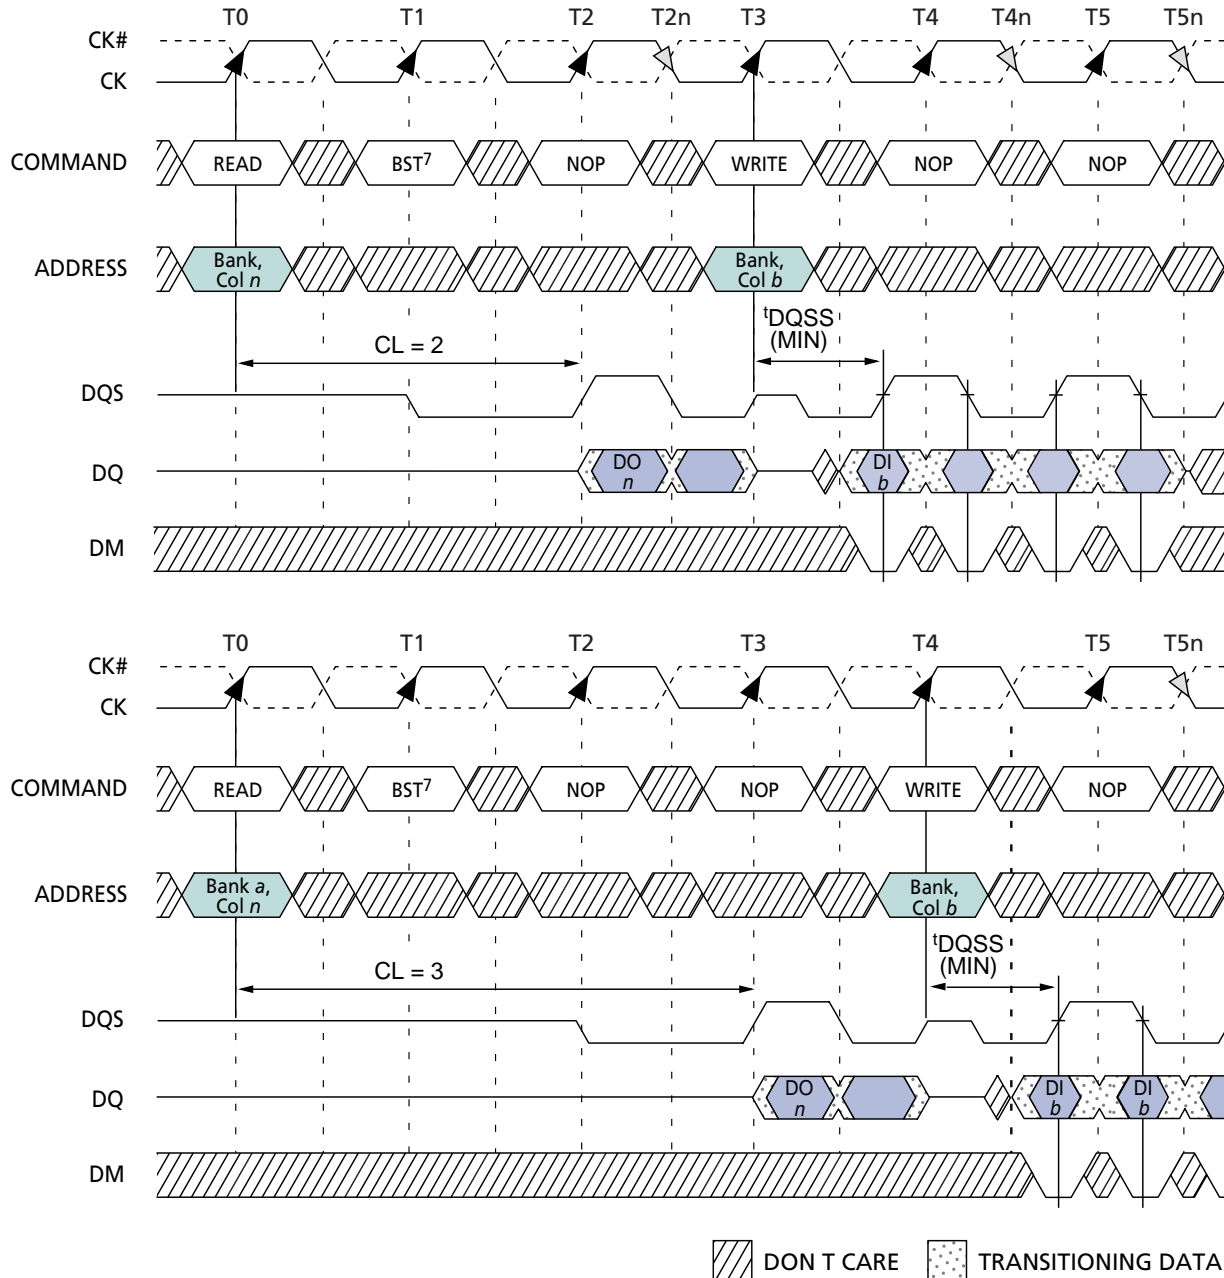 T0 T1 T2 T2n T3 T4 T4n T5 T5n
CK#
CK
COMMAND READ BST7 NOP WRITE NOP NOP
ADDRESS Bank, Col n Bank, Col b
tDQSS
(MIN)
CL = 2
DQS
DQ DO n DI b
DM
T0 T1 T2 T3 T4 T5 T5n
CK#
CK
COMMAND READ BST7 NOP NOP WRITE NOP
ADDRESS Bank a, Col n Bank, Col b
tDQSS
(MIN)
CL = 3
DQS
DQ DO n DI b DI b
DM
DON T CARE TRANSITIONING DATA